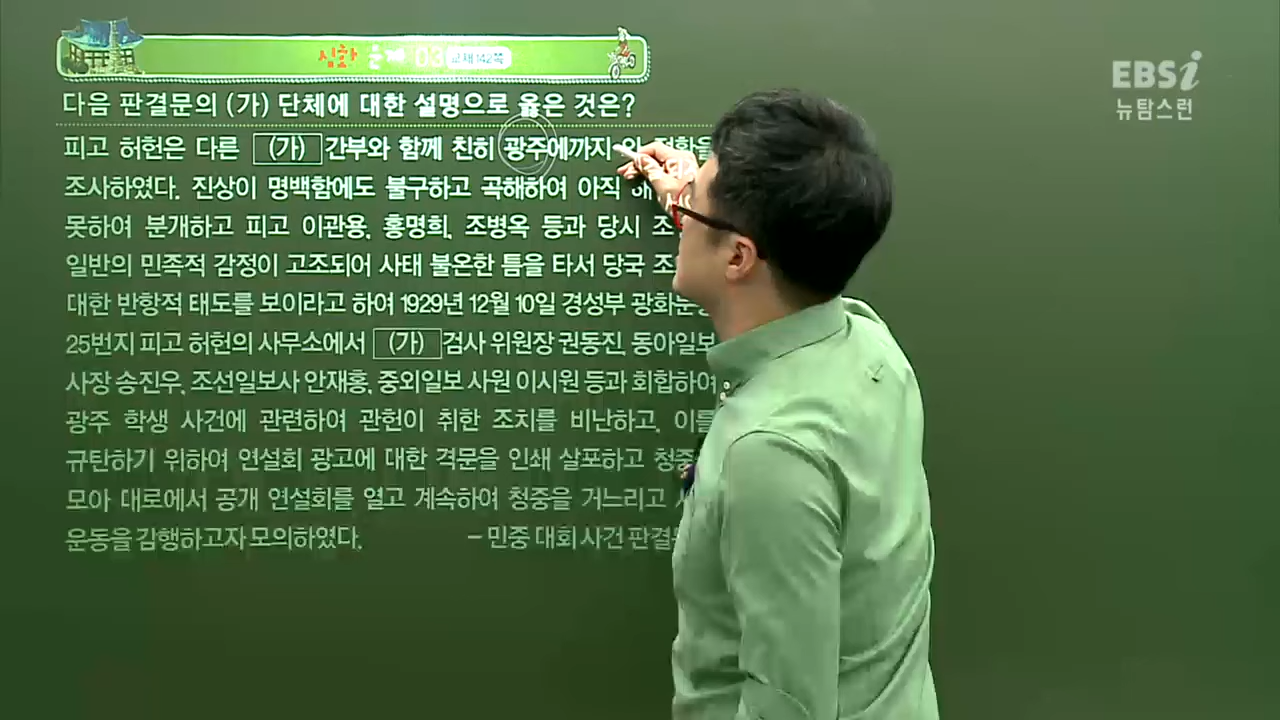 심화 문제 03 교재 142쪽
EBSi
뉴탐스런
다음 판결문의 (가) 단체에 대한 설명으로 옳은 것은?
피고 허헌은 다른 (가) 간부와 함께 친히 광주에까지
조사하였다. 진상이 명백함에도 불구하고 곡해하여 아직
못하여 분개하고 피고 이관용, 홍명희, 조병옥 등과 당시
일반의 민족적 감정이 고조되어 사태 불온한 틈을 타서 당국
대한 반항적 태도를 보이라고 하여 1929년 12월 10일 경성부 광화문
25번지 피고 허헌의 사무소에서 (가) 검사 위원장 권동진, 동아일보
사장 송진우, 조선일보사 안재홍, 중외일보 사원 이시원 등과 회합하여
광주 학생 사건에 관련하여 관헌이 취한 조치를 비난하고, 이를
규탄하기 위하여 연설회 광고에 대한 격문을 인쇄 살포하고
모아 대로에서 공개 연설회를 열고 계속하여 청중을 거느리고
운동을 감행하고자 모의하였다.
– 민중 대회 사건 판결